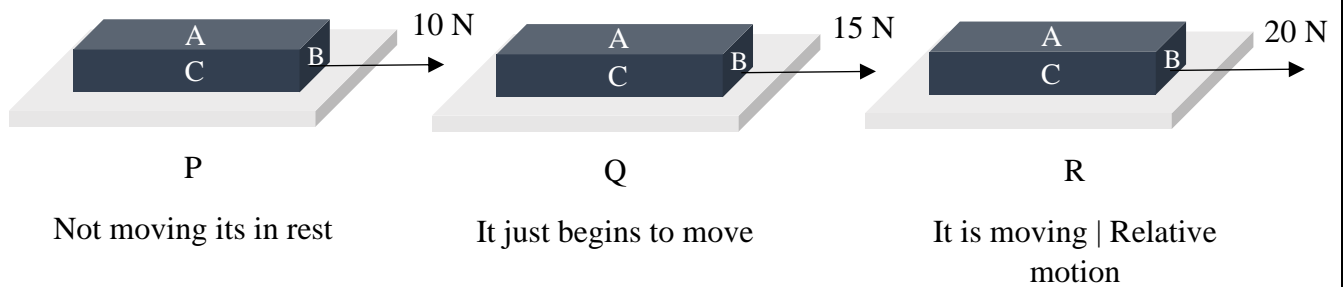 10 N
15 N
20 N
A
B
C
A
B
C
A
B
C
P
Q
R
Not moving its in rest
It just begins to move
It is moving | Relative
motion